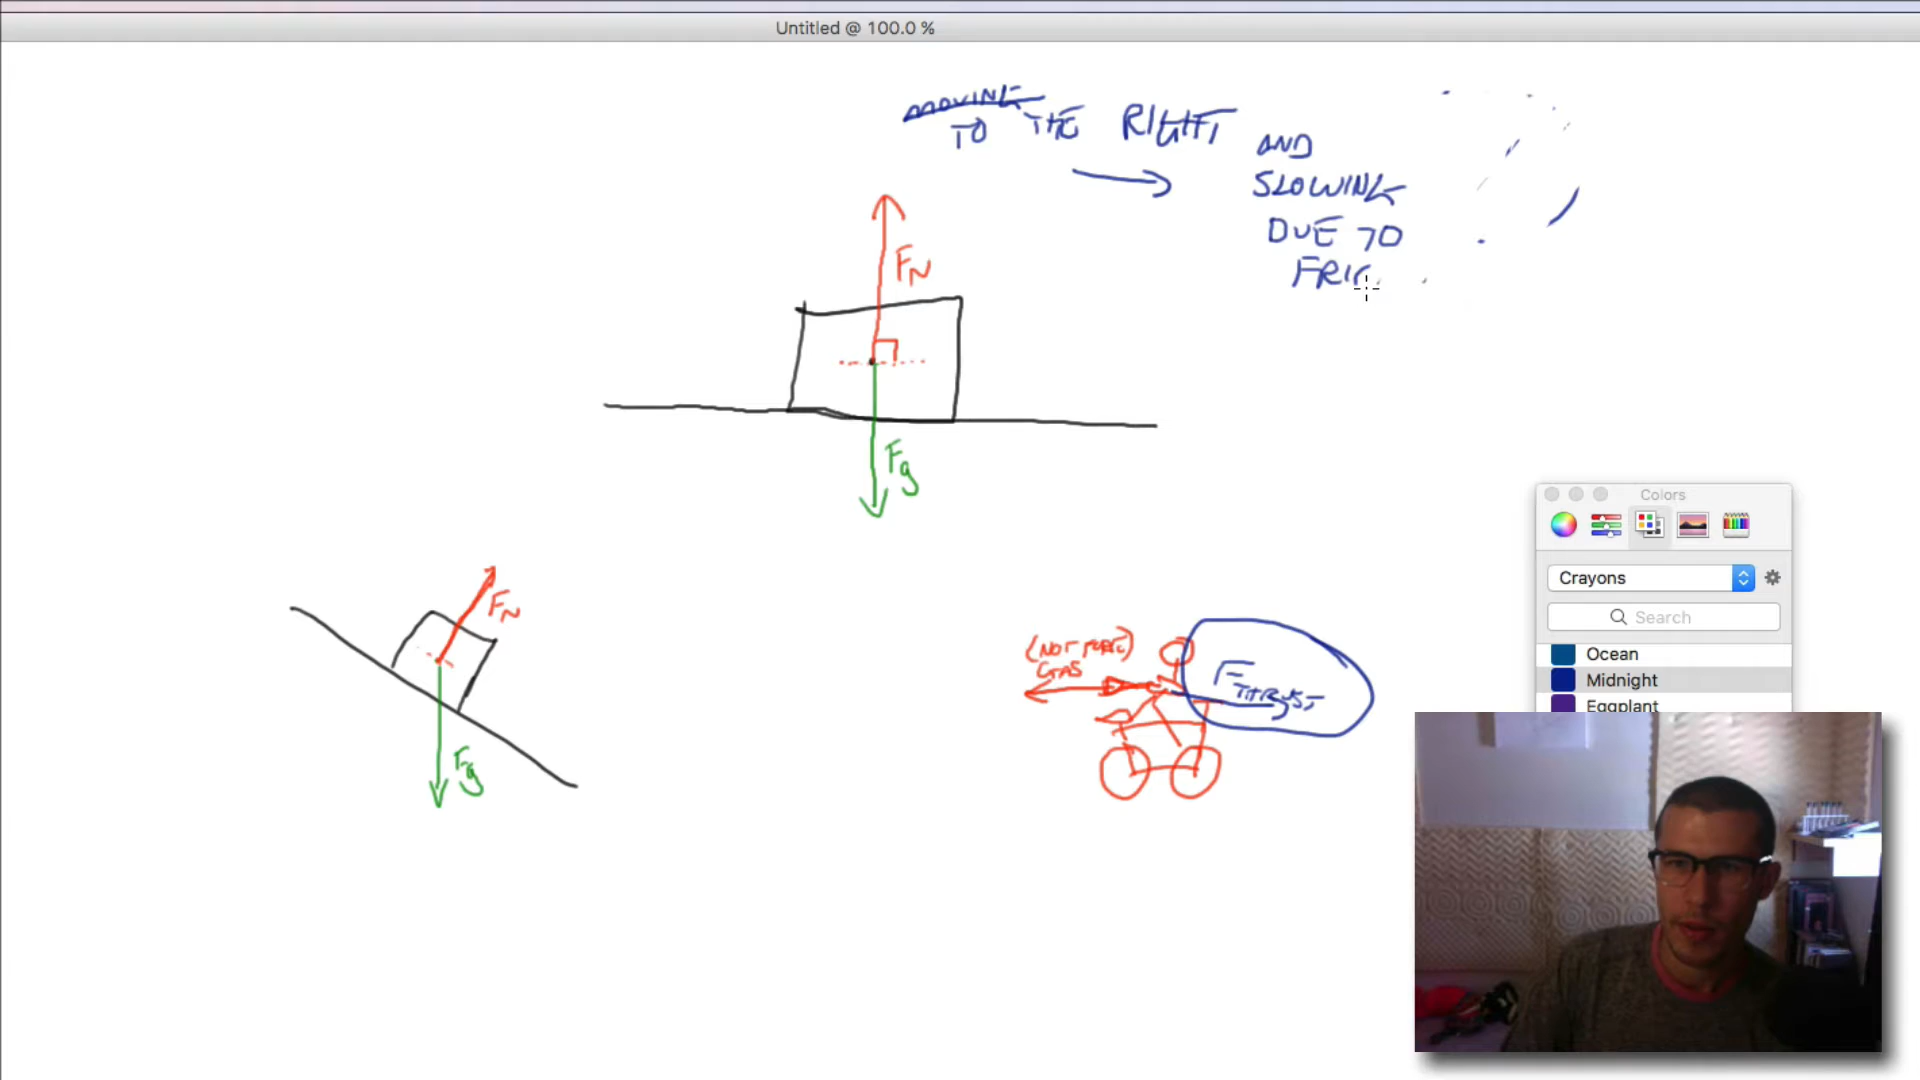 Untitled @ 100.0 %
MOVING
TO THE RIGHT
AND
SLOWING
DUE TO
FRIC
FN
Fg
Colors
Crayons
Search
Ocean
Midnight
Eggplant
FN
Fg
(NOT FORCE)
GAS
FTHRUST